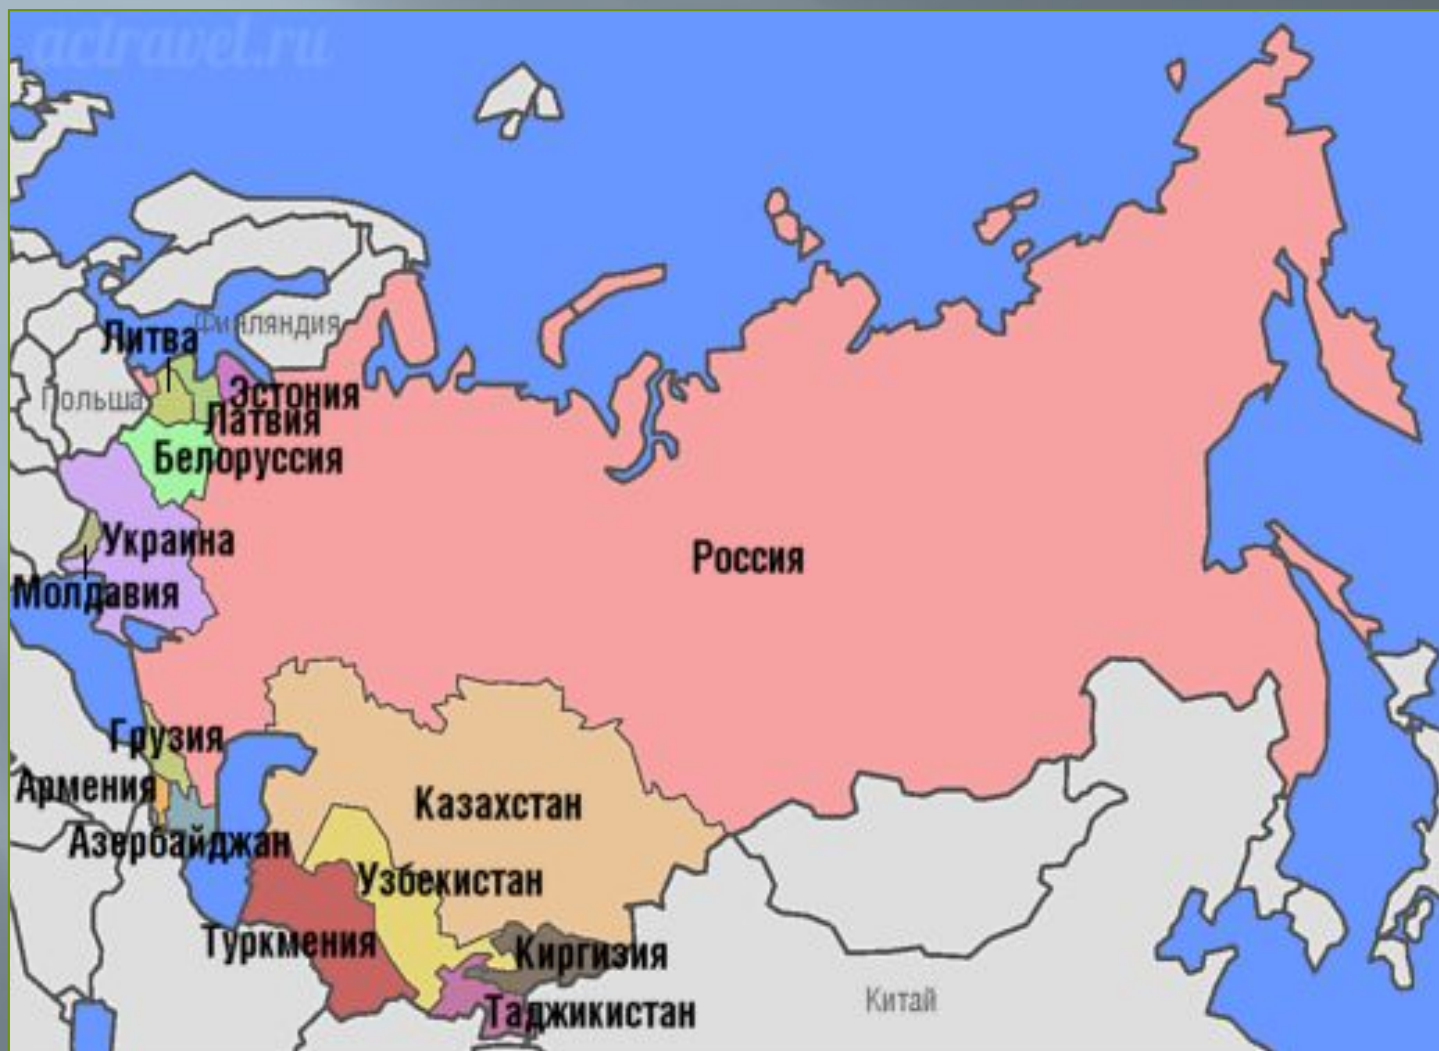 actravel.ru
Финляндия
Литва
Польша
Эстония
Латвия
Белоруссия
Украина
Россия
Молдавия
Грузия
Армения
Казахстан
Азербайджан
Узбекистан
Туркмения
Киргизия
Китай
Таджикистан